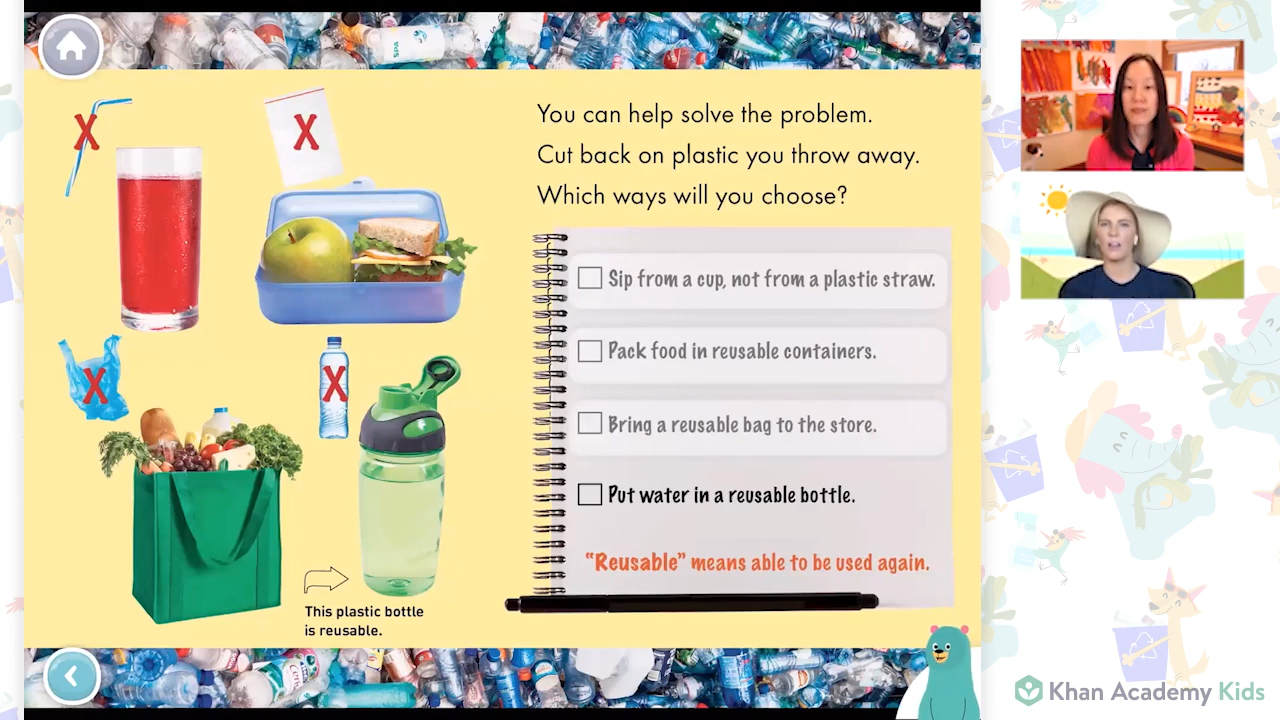 You can help solve the problem.
Cut back on plastic you throw away.
Which ways will you choose?
X
X
X
X
Sip from a cup, not from a plastic straw.
Pack food in reusable containers.
Bring a reusable bag to the store.
Put water in a reusable bottle.
“Reusable” means able to be used again.
This plastic bottle
is reusable.
Khan Academy Kids